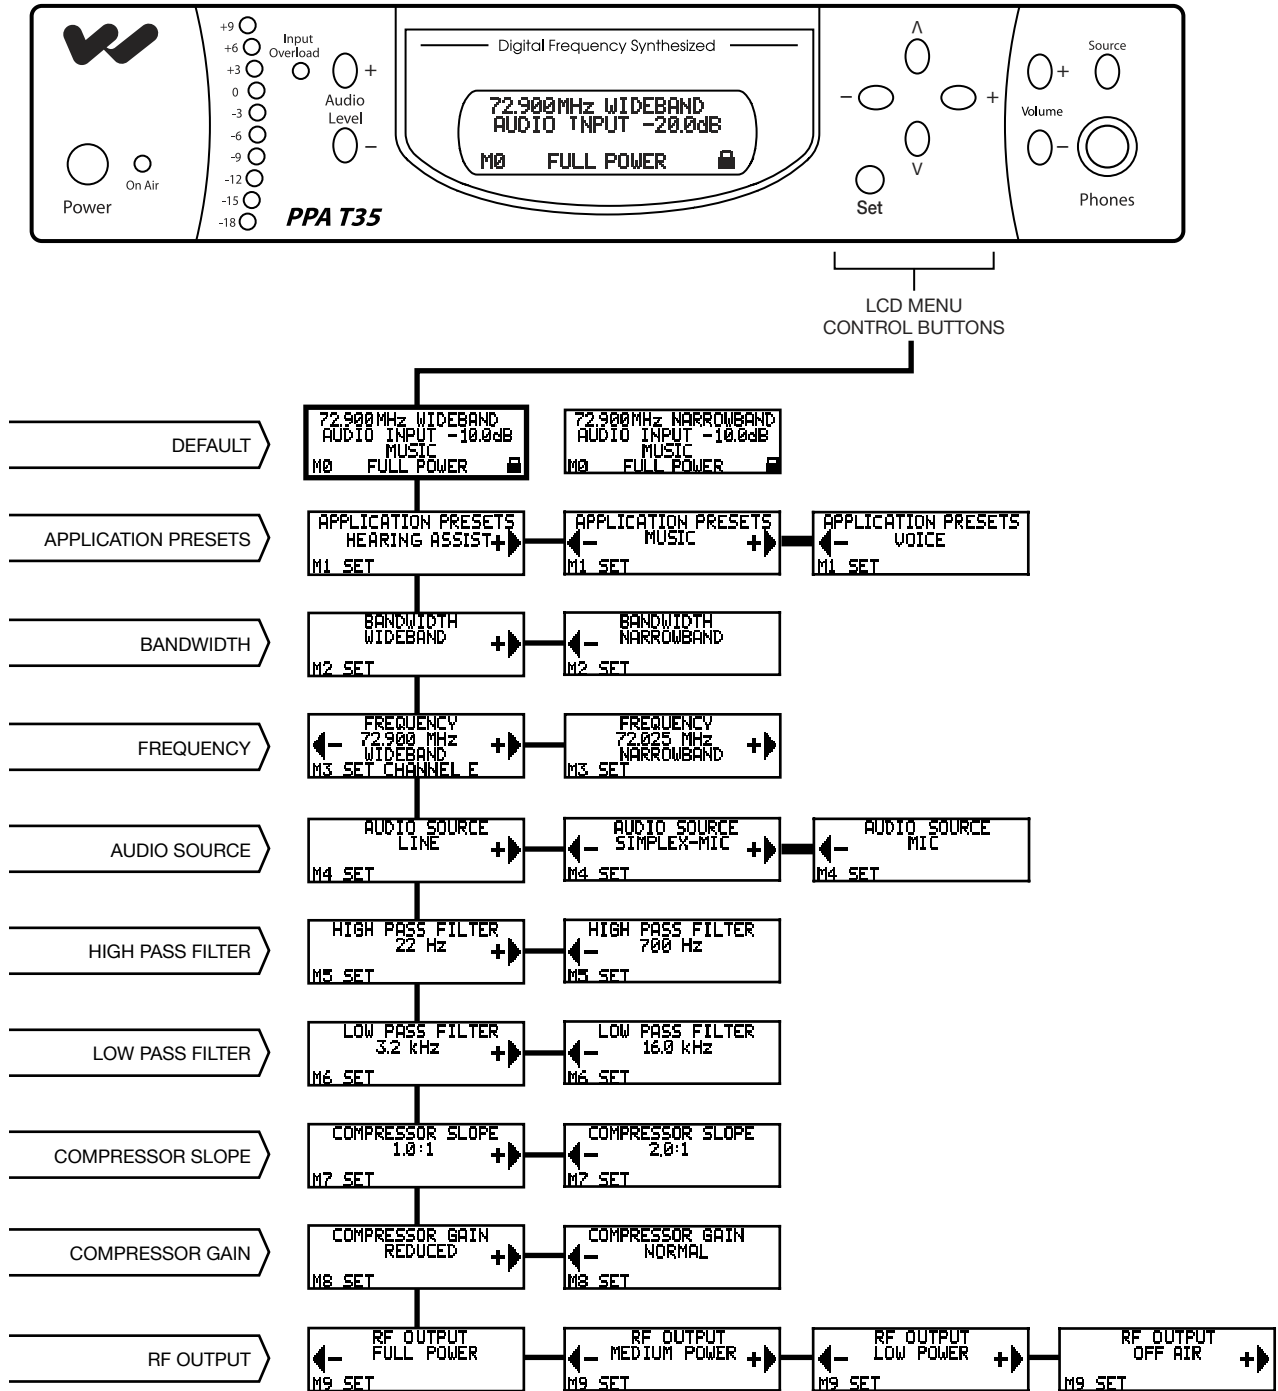 +9
+6
+3
0
-3
-6
-9
-12
-15
-18
Input
Overload
+
Audio
Level
−
Power
On Air
PPA T35
Digital Frequency Synthesized
72.900MHz WIDEBAND
AUDIO INPUT -20.0dB
M0 FULL POWER
Λ
− +
V
Set
Source
+
Volume
−
Phones
LCD MENU
CONTROL BUTTONS
DEFAULT
72.900MHz WIDEBAND
AUDIO INPUT -10.0dB
MUSIC
M0 FULL POWER
72.900MHz NARROWBAND
AUDIO INPUT -10.0dB
MUSIC
M0 FULL POWER
APPLICATION PRESETS
APPLICATION PRESETS
HEARING ASSIST +
M1 SET
APPLICATION PRESETS
− MUSIC +
M1 SET
APPLICATION PRESETS
− VOICE
M1 SET
BANDWIDTH
BANDWIDTH
WIDEBAND +
M2 SET
BANDWIDTH
− NARROWBAND
M2 SET
FREQUENCY
FREQUENCY
− 72.900 MHz +
WIDEBAND
M3 SET CHANNEL E
FREQUENCY
72.025 MHz +
NARROWBAND
M3 SET
AUDIO SOURCE
AUDIO SOURCE
LINE +
M4 SET
AUDIO SOURCE
− SIMPLEX-MIC +
M4 SET
AUDIO SOURCE
− MIC
M4 SET
HIGH PASS FILTER
HIGH PASS FILTER
22 Hz +
M5 SET
HIGH PASS FILTER
− 700 Hz
M5 SET
LOW PASS FILTER
LOW PASS FILTER
3.2 kHz +
M6 SET
LOW PASS FILTER
− 16.0 kHz
M6 SET
COMPRESSOR SLOPE
COMPRESSOR SLOPE
1.0:1 +
M7 SET
COMPRESSOR SLOPE
− 2.0:1
M7 SET
COMPRESSOR GAIN
COMPRESSOR GAIN
REDUCED +
M8 SET
COMPRESSOR GAIN
− NORMAL
M8 SET
RF OUTPUT
RF OUTPUT
− FULL POWER
M9 SET
RF OUTPUT
− MEDIUM POWER +
M9 SET
RF OUTPUT
− LOW POWER +
M9 SET
RF OUTPUT
OFF AIR +
M9 SET